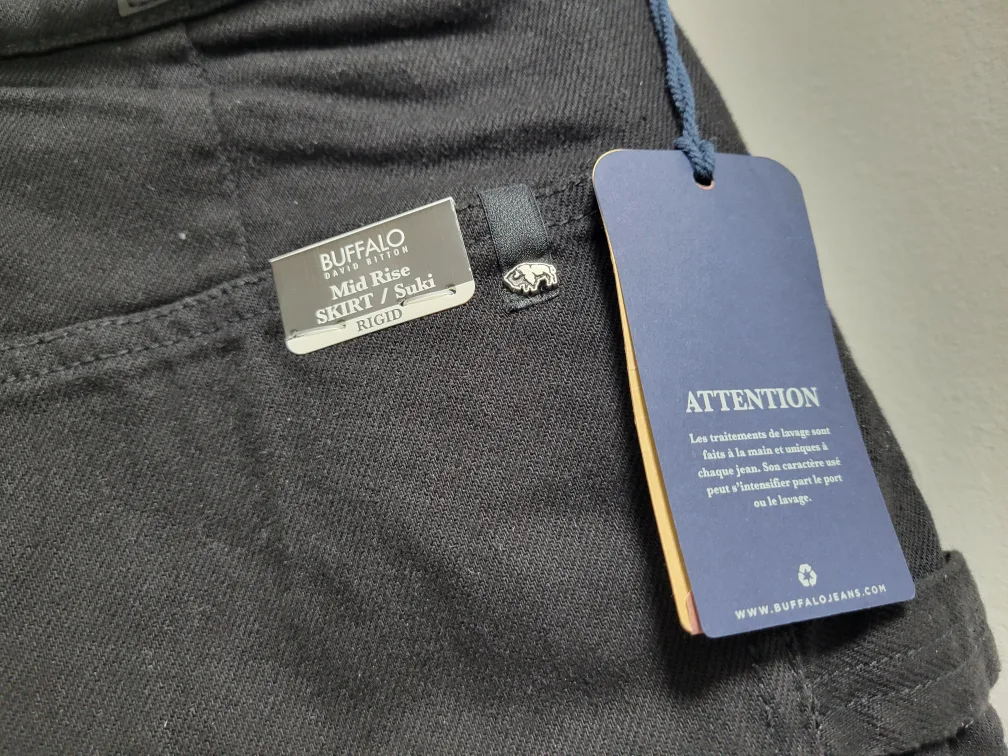 BUFFALO
DAVID BITTON
Mid Rise
SKIRT / Suki
RIGID
ATTENTION
Les traitements de lavage sont
faits à la main et uniques à
chaque jean. Son caractère usé
peut s'intensifier part le port
ou le lavage.
WWW.BUFFALOJEANS.COM